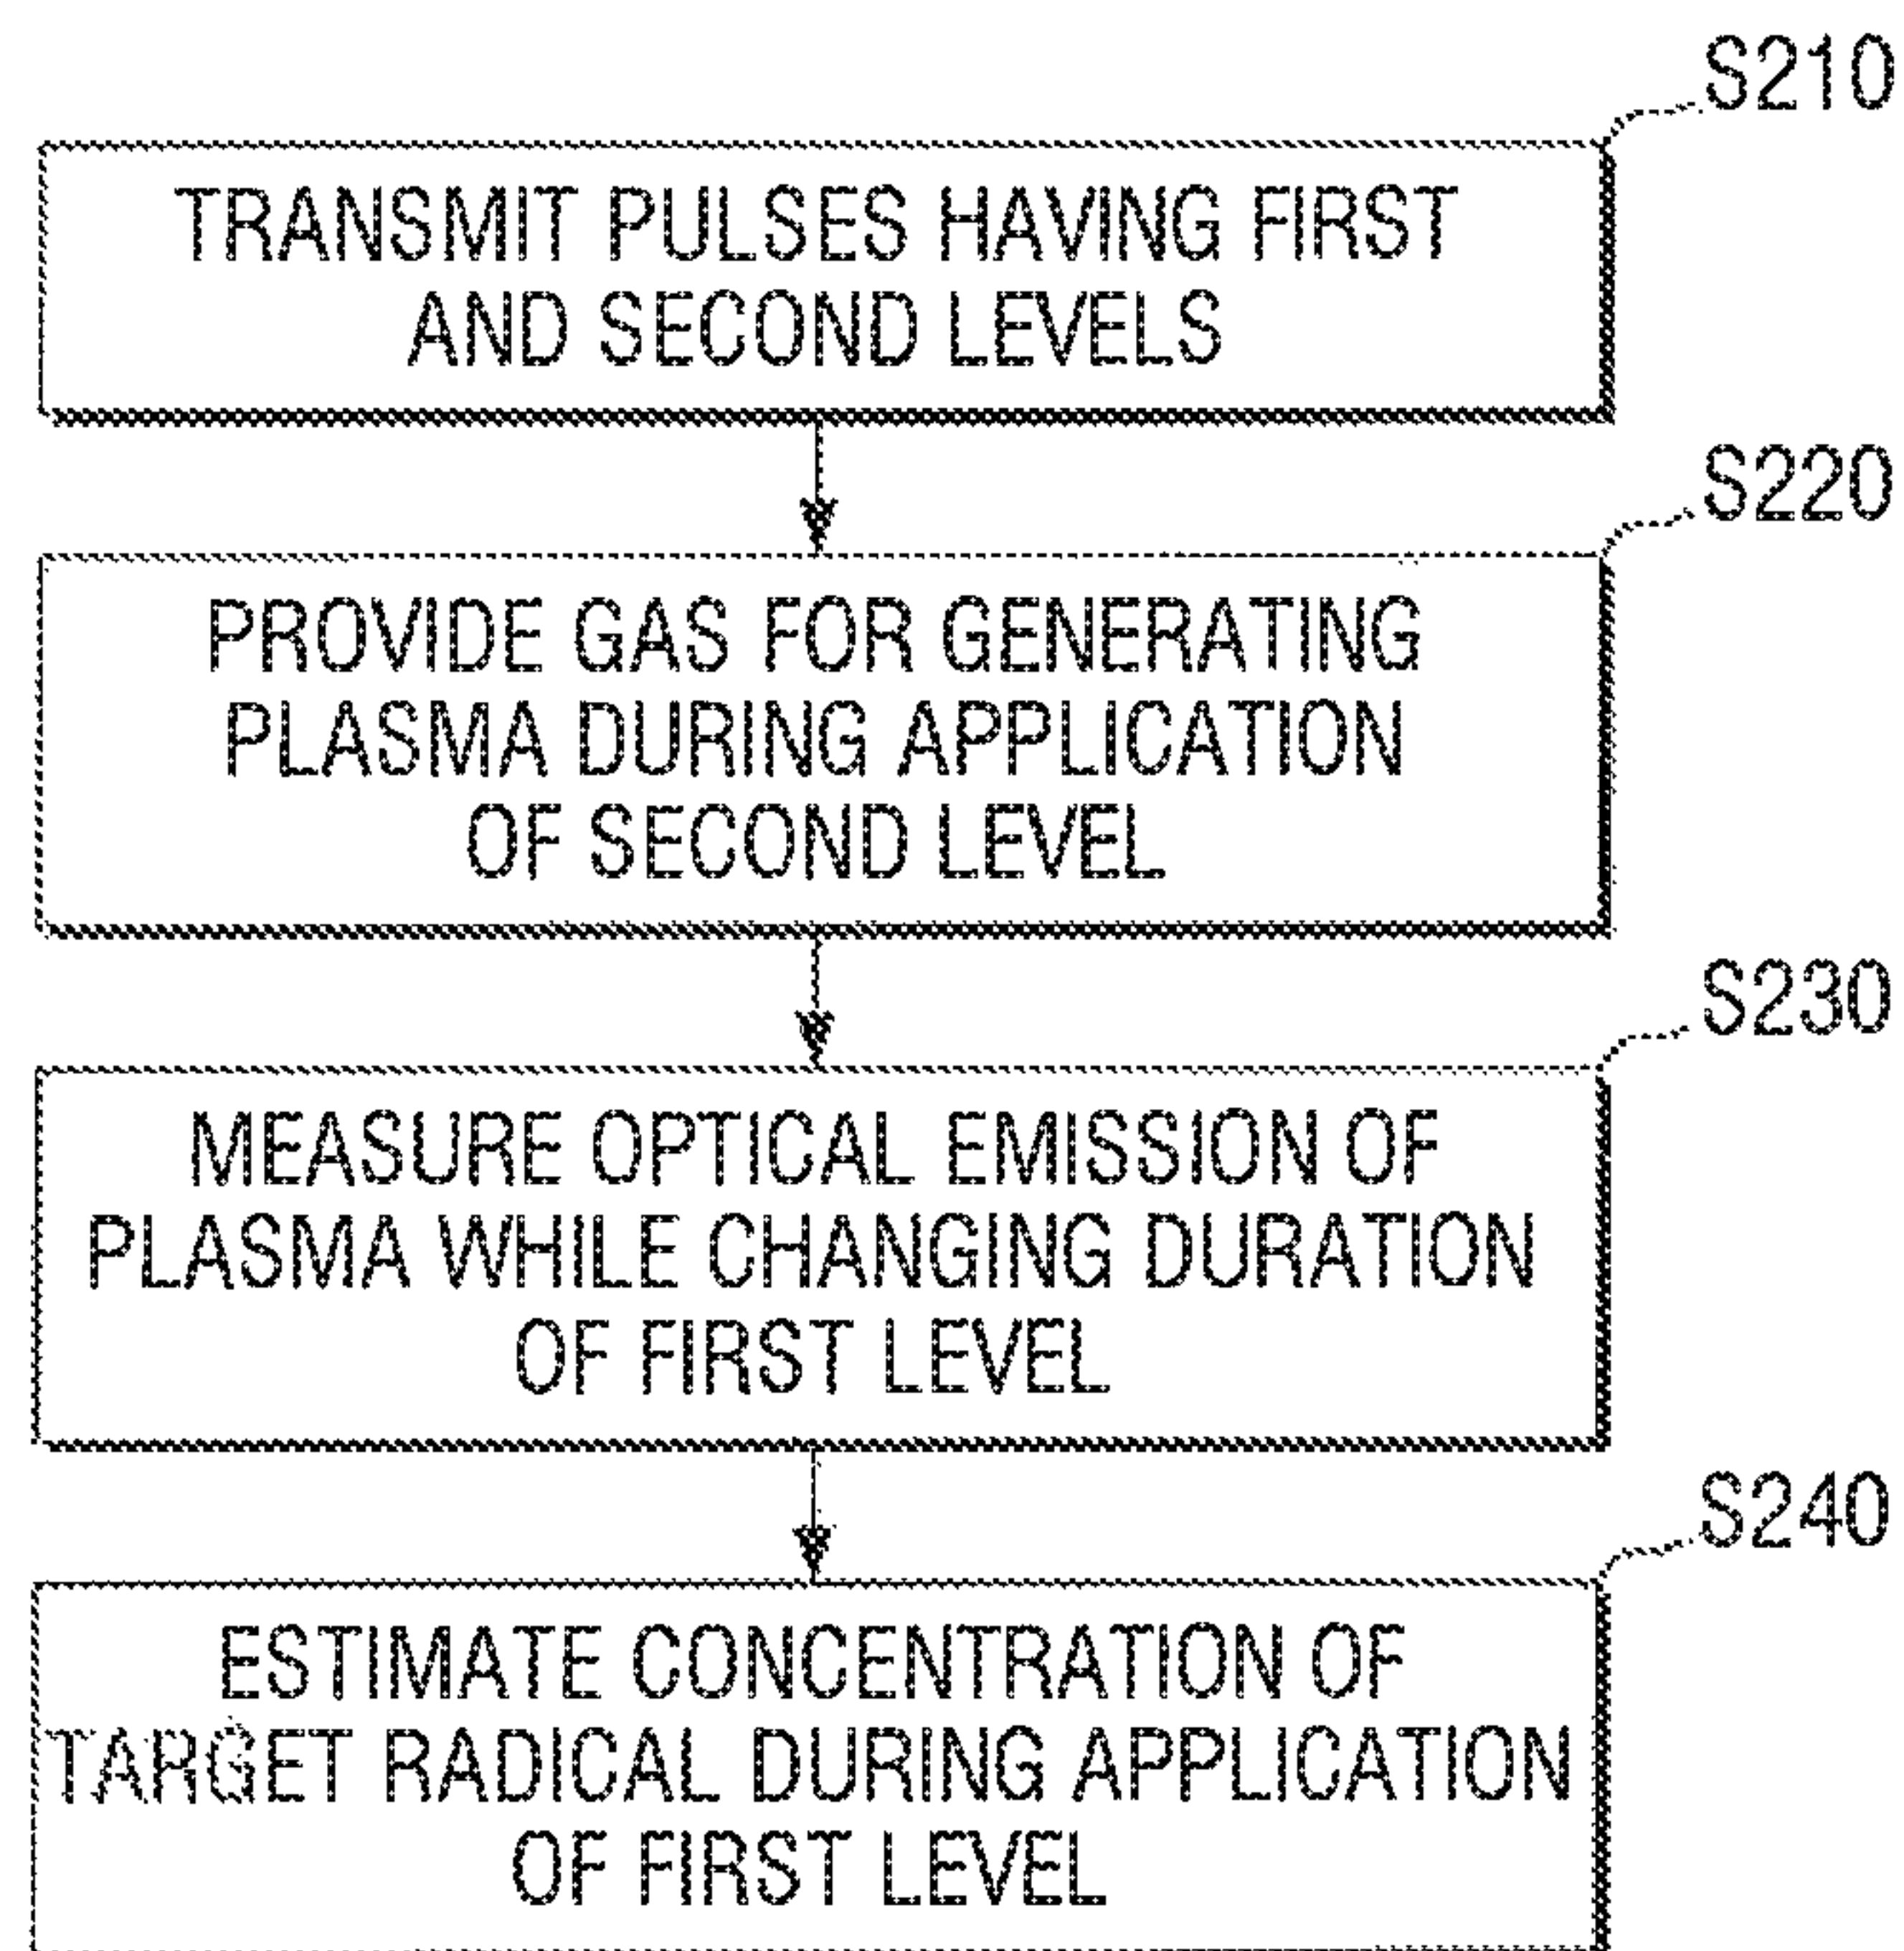 S210
TRANSMIT PULSES HAVING FIRST
AND SECOND LEVELS
S220
PROVIDE GAS FOR GENERATING
PLASMA DURING APPLICATION
OF SECOND LEVEL
S230
MEASURE OPTICAL EMISSION OF
PLASMA WHILE CHANGING DURATION
OF FIRST LEVEL
S240
ESTIMATE CONCENTRATION OF
TARGET RADICAL DURING APPLICATION
OF FIRST LEVEL